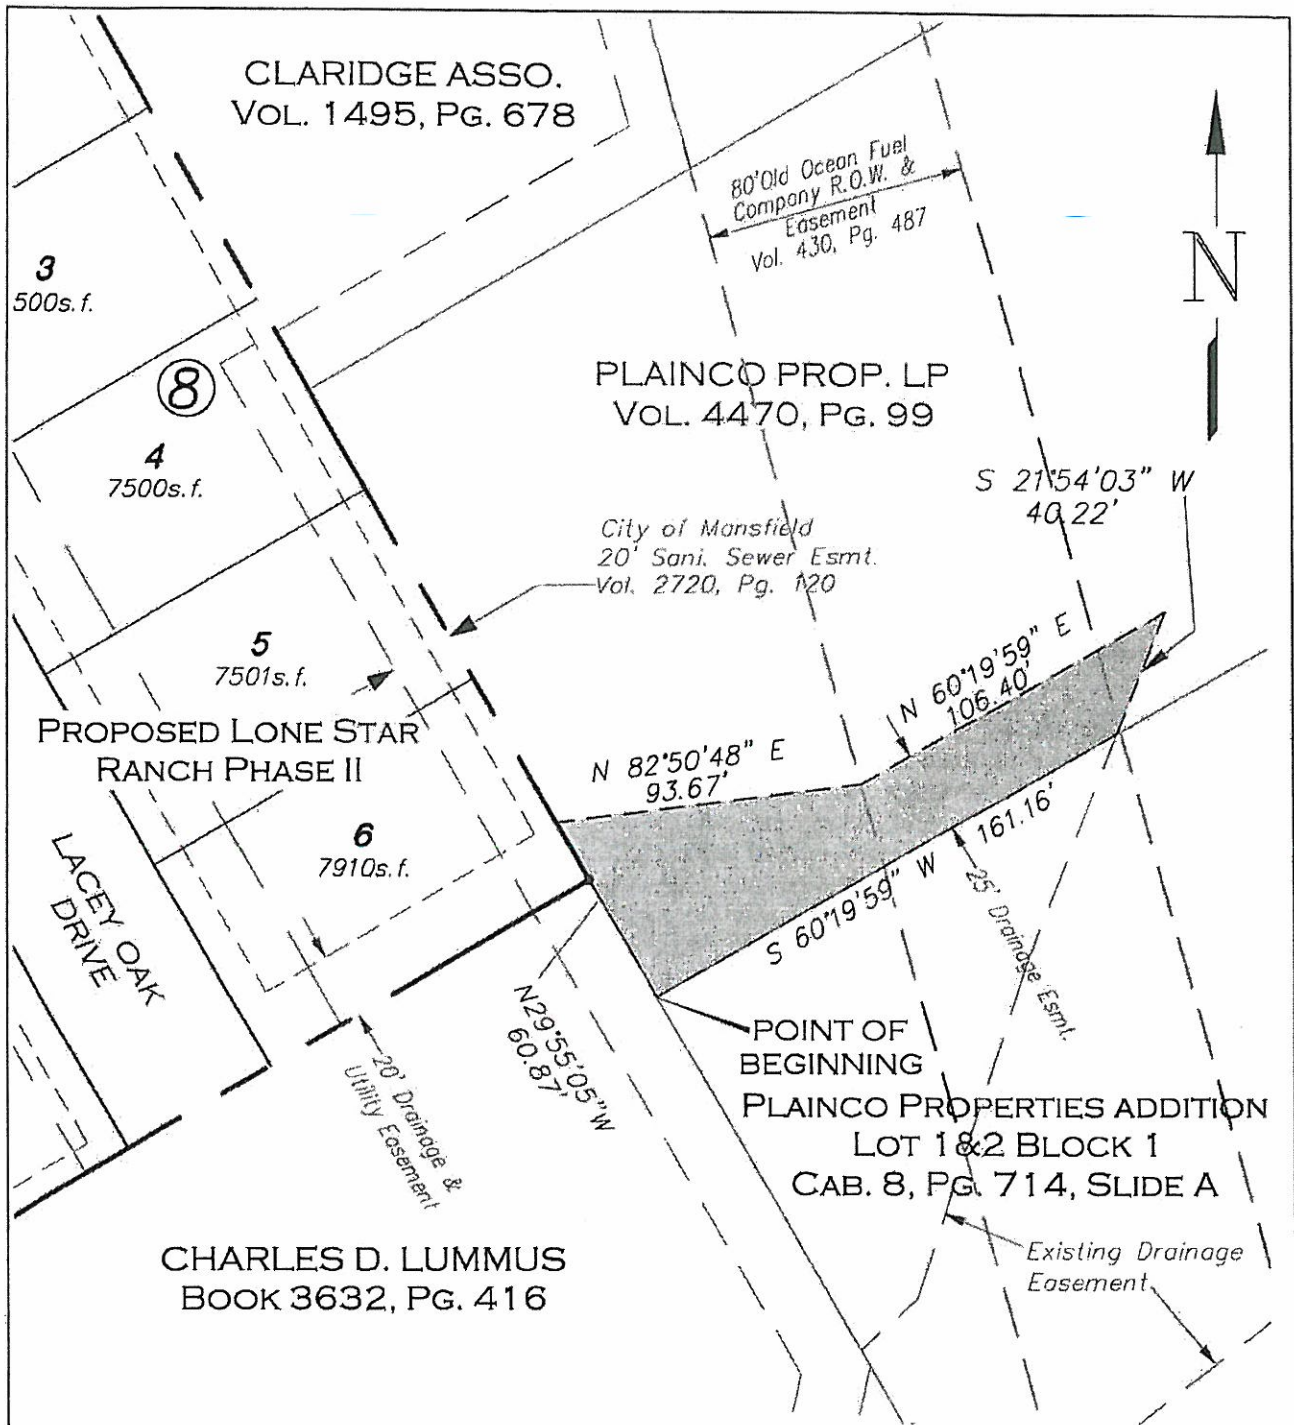 CLARIDGE ASSO.
VOL. 1495, PG. 678
80'Old Ocean Fuel
Company R.O.W. &
Easement
Vol. 430, Pg. 487
N
3
500s.f.
8
4
7500s.f.
PLAINCO PROP. LP
VOL. 4470, PG. 99
S 21°54'03" W
40.22'
City of Mansfield
20' Sani. Sewer Esmt.
Vol. 2720, Pg. 120
5
7501s.f.
PROPOSED LONE STAR
RANCH PHASE II
N 60°19'59" E
106.40'
N 82°50'48" E
93.67'
6
7910s.f.
LACEY OAK
DRIVE
S 60°19'59" W 161.16'
25' Drainage Esmt.
N29°55'05"W
60.87'
POINT OF
BEGINNING
20' Drainage &
Utility Easement
PLAINCO PROPERTIES ADDITION
LOT 1&2 BLOCK 1
CAB. 8, PG. 714, SLIDE A
CHARLES D. LUMMUS
BOOK 3632, PG. 416
Existing Drainage
Easement